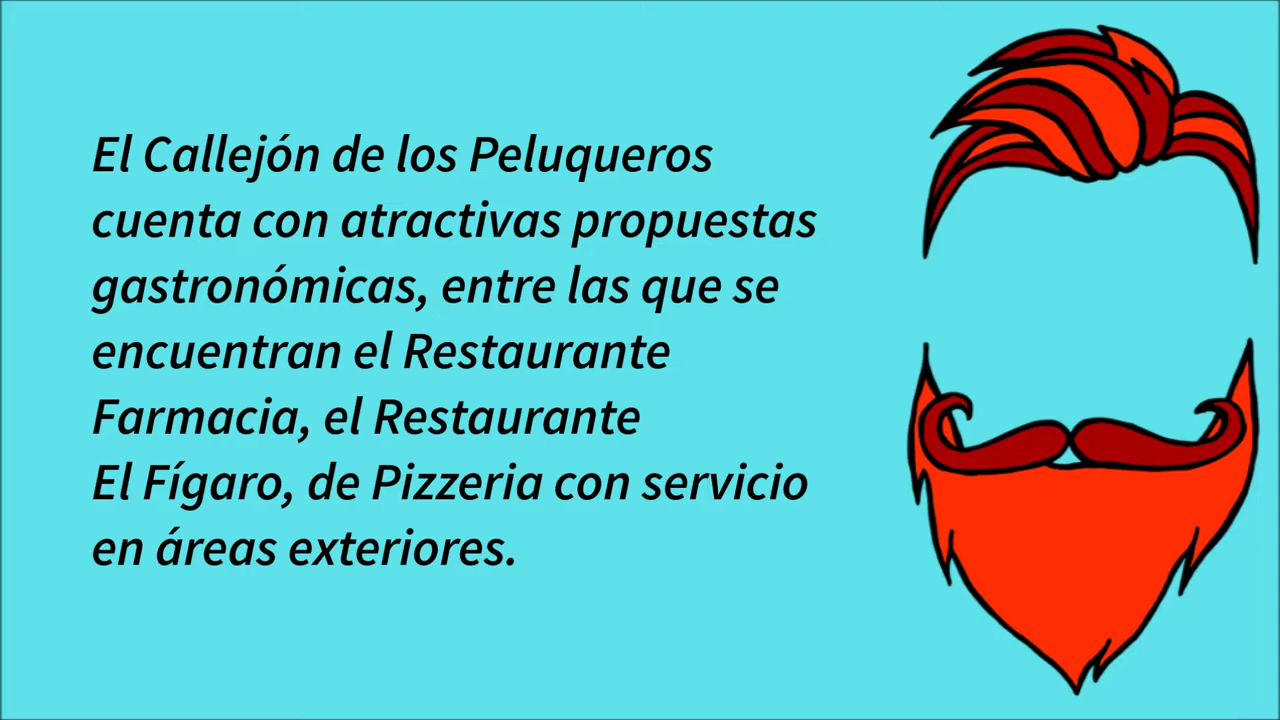 El Callejón de los Peluqueros
cuenta con atractivas propuestas
gastronómicas, entre las que se
encuentran el Restaurante
Farmacia, el Restaurante
El Fígaro, de Pizzeria con servicio
en áreas exteriores.